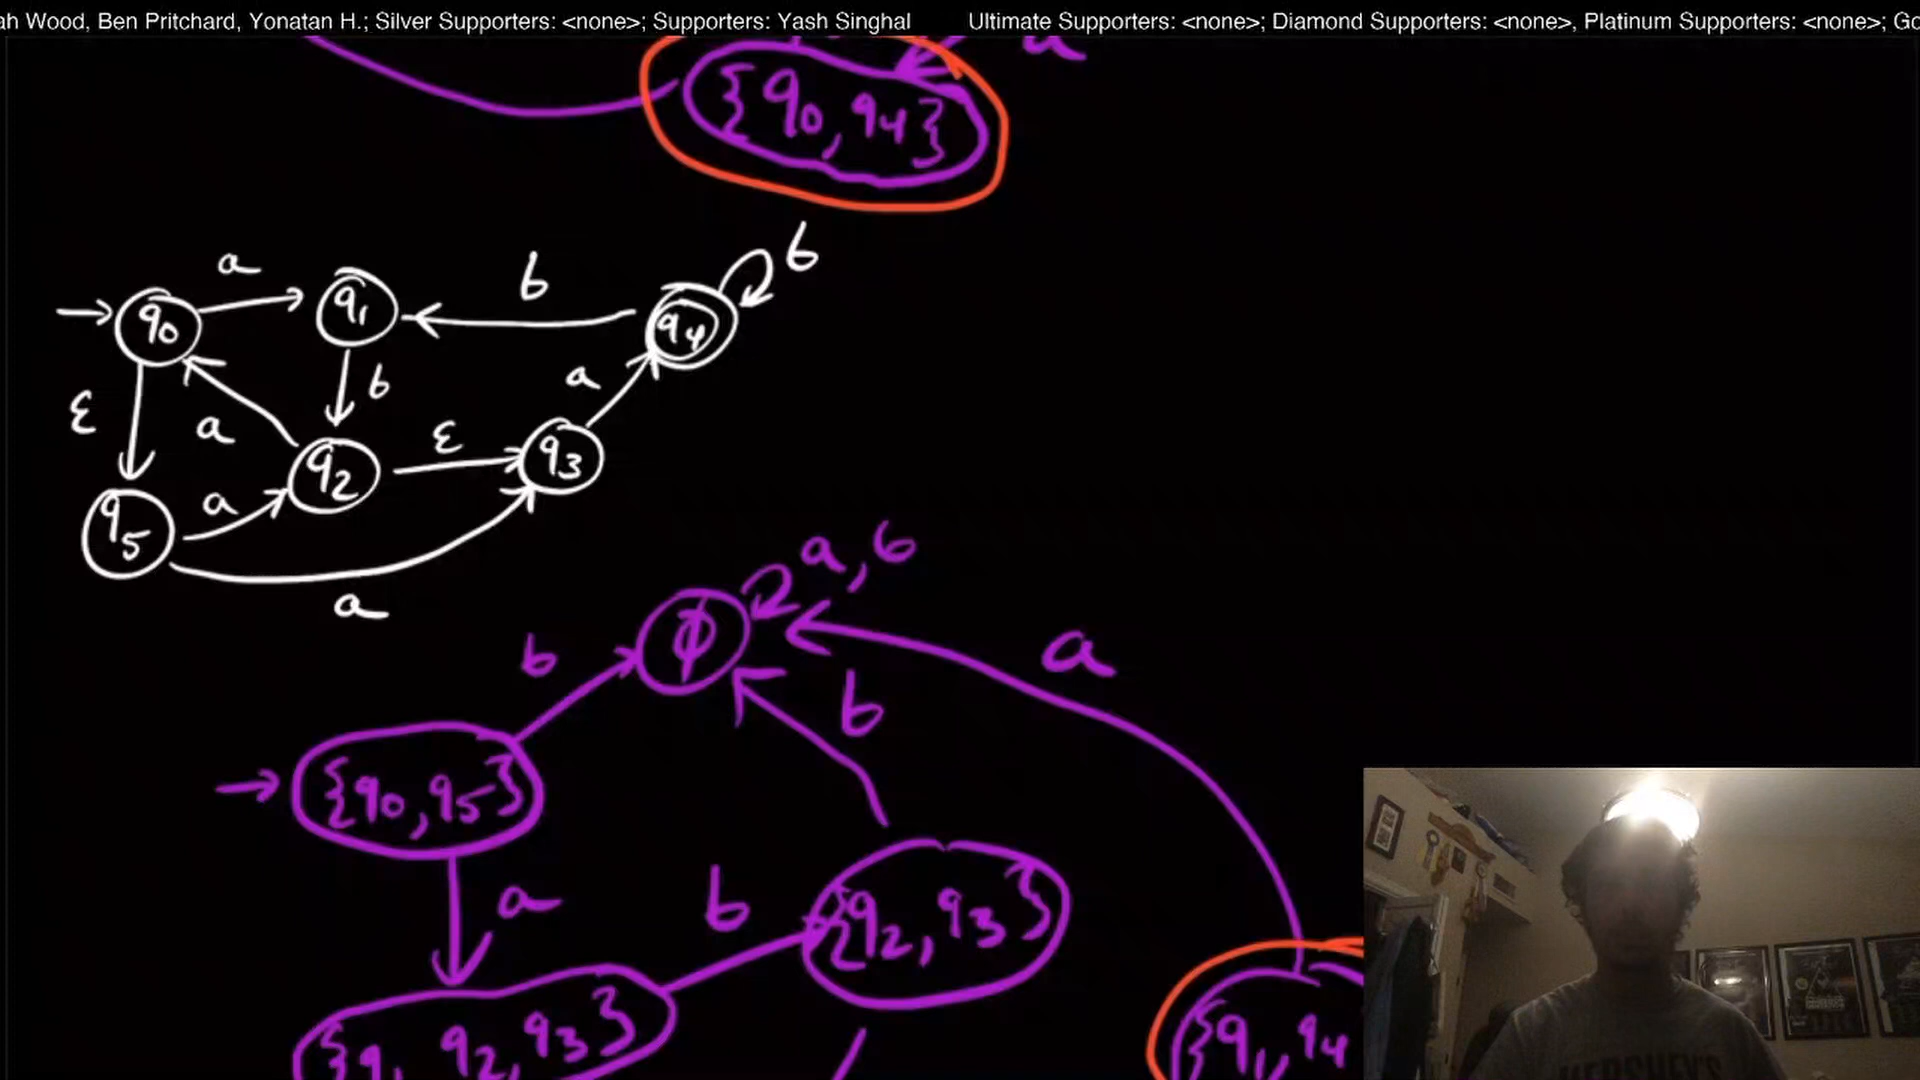 ah Wood, Ben Pritchard, Yonatan H.; Silver Supporters: <none>; Supporters: Yash Singhal Ultimate Supporters: <none>; Diamond Supporters: <none>, Platinum Supporters: <none>; Go
a
{q0, q4}
b
a
b
q0
q1
q4
ε
a
b
a
ε
q2
q3
q5
a
a
a, b
b
ϕ
a
b
{q0, q5}
a
b
{q2, q3}
{q1, q2, q3}
{q1, q4